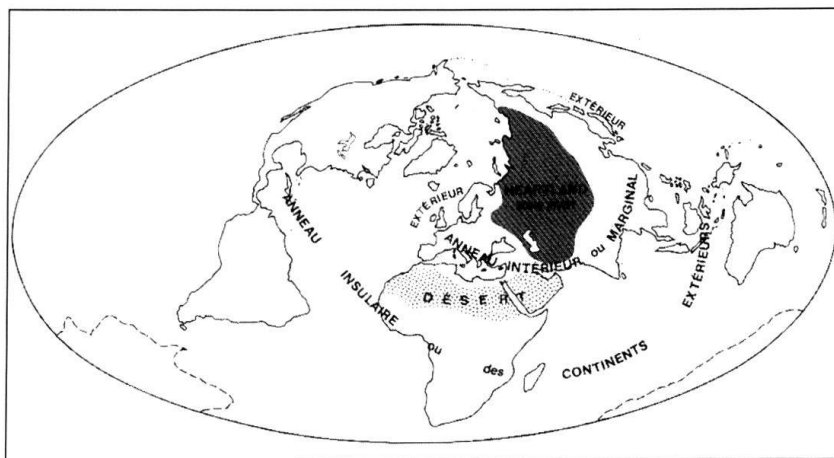 EXTÉRIEUR
HEARTLAND
EXTÉRIEUR
ANNEAU INTÉRIEUR ou MARGINAL
DÉSERT
ANNEAU INSULAIRE ou des CONTINENTS EXTÉRIEURS